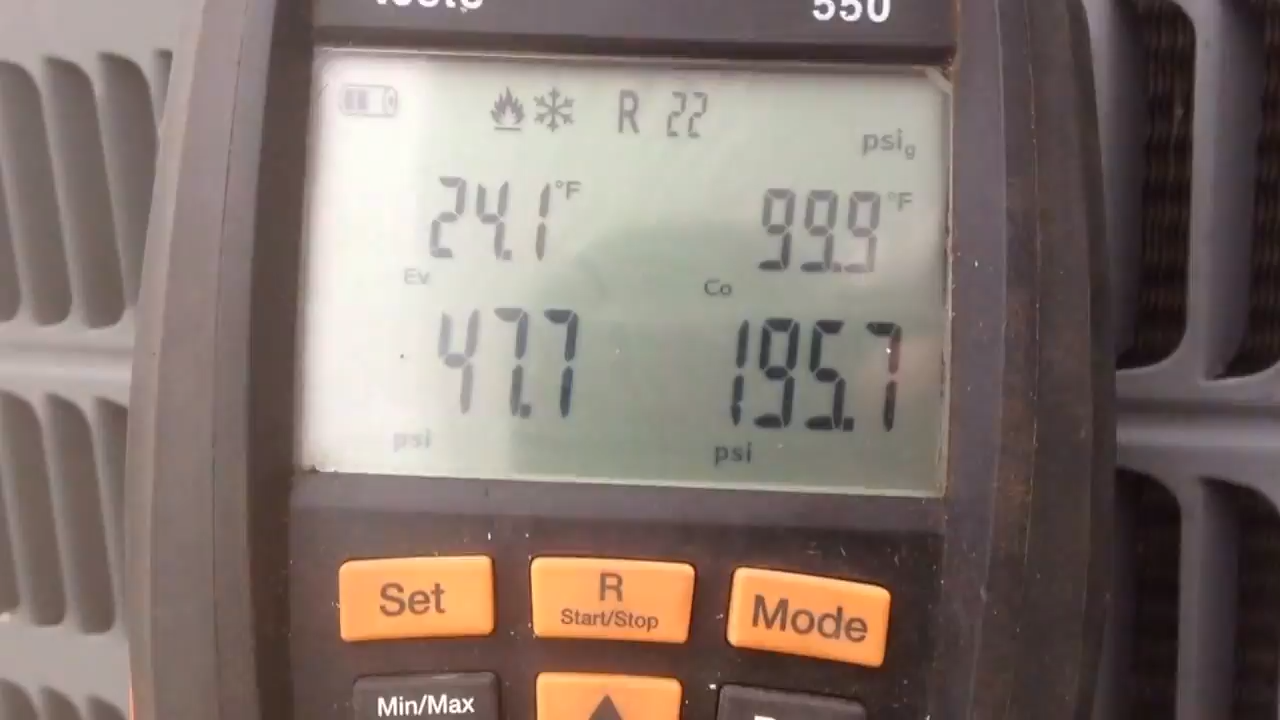 testo 550
R 22
psig
24.1 °F 99.9 °F
Ev Co
47.7 195.7
psi psi
Set R Mode
Start/Stop
Min/Max